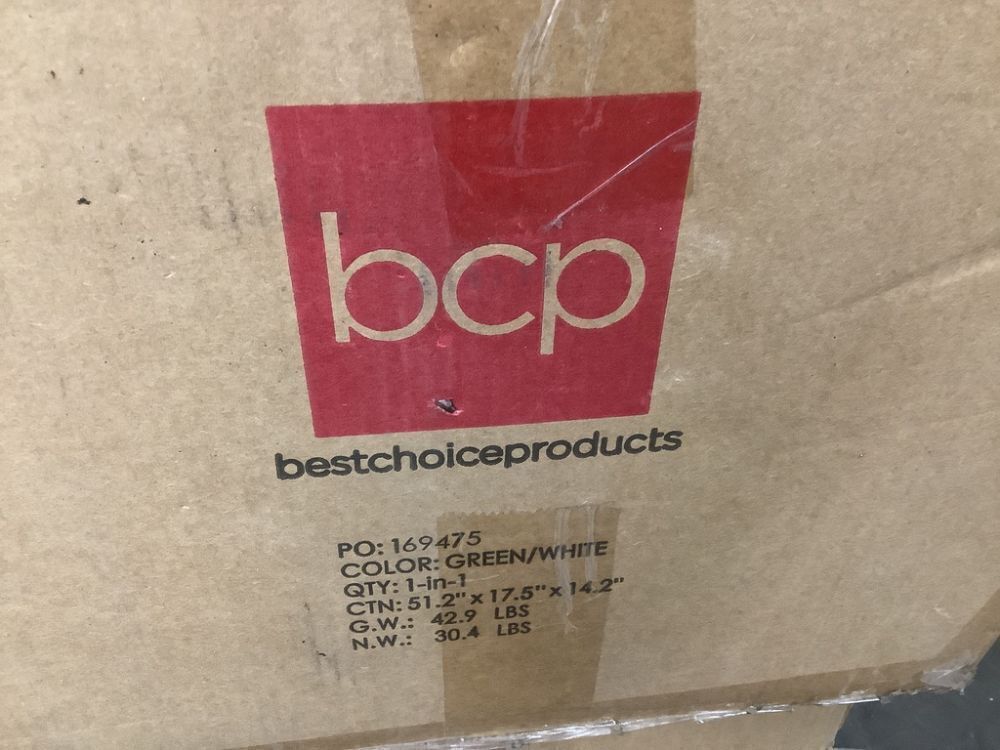 bcp
bestchoiceproducts
PO: 169475
COLOR: GREEN/WHITE
QTY: 1-in-1
CTN: 51.2" x 17.5" x 14.2"
G.W.: 42.9 LBS
N.W.: 30.4 LBS